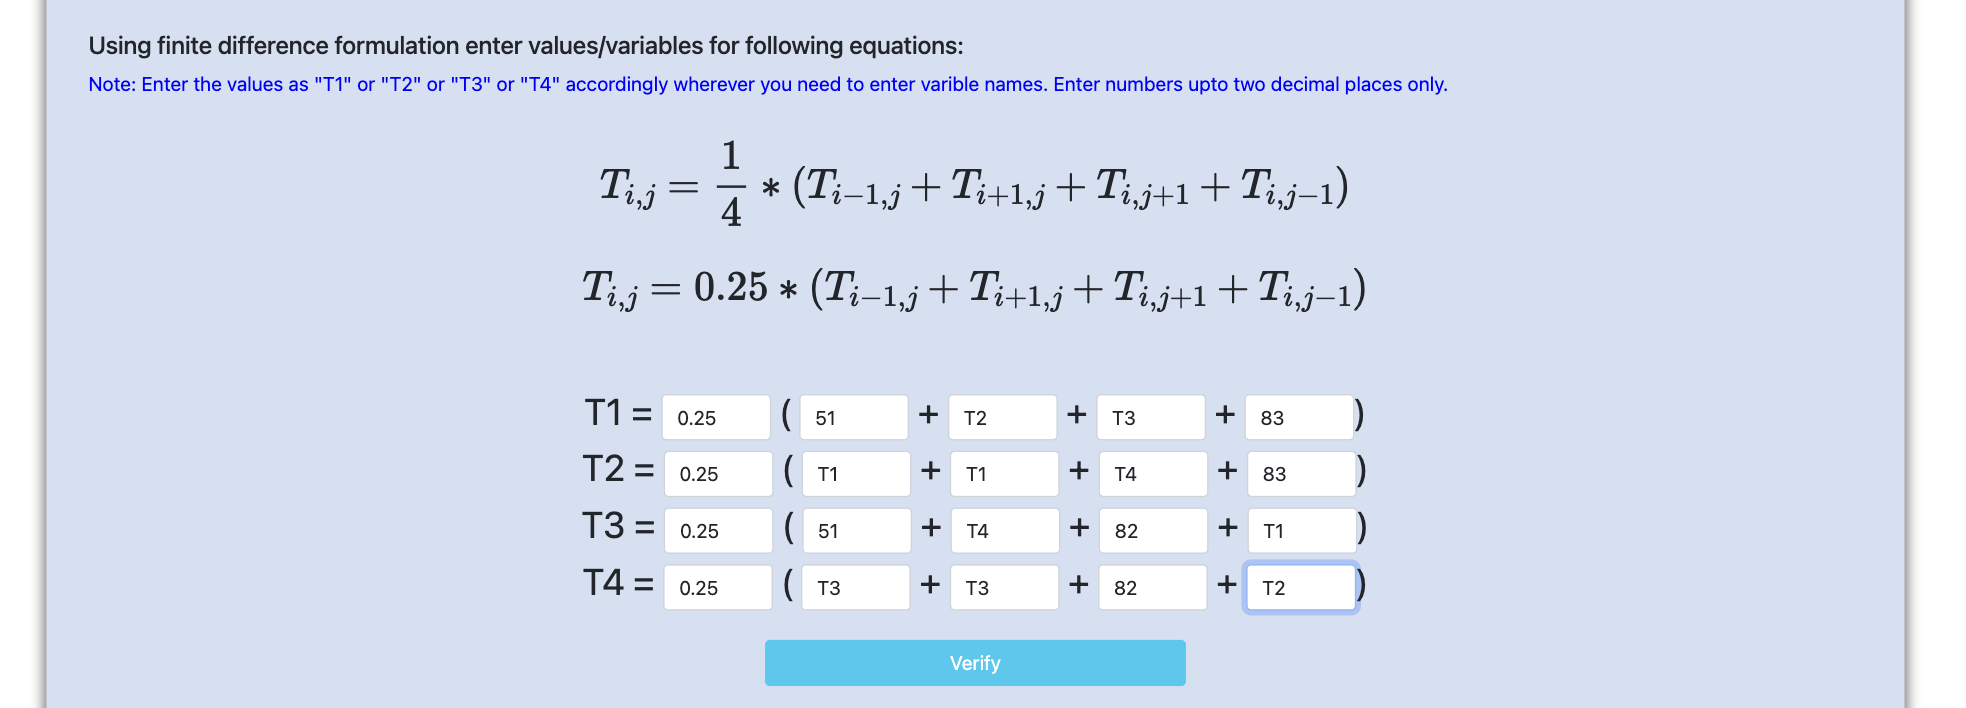 Using finite difference formulation enter values/variables for following equations:
Note: Enter the values as "T1" or "T2" or "T3" or "T4" accordingly wherever you need to enter varible names. Enter numbers upto two decimal places only.
T_{i,j} = \frac{1}{4} * (T_{i-1,j} + T_{i+1,j} + T_{i,j+1} + T_{i,j-1})
T_{i,j} = 0.25 * (T_{i-1,j} + T_{i+1,j} + T_{i,j+1} + T_{i,j-1})
T1 = 0.25 ( 51 + T2 + T3 + 83 )
T2 = 0.25 ( T1 + T1 + T4 + 83 )
T3 = 0.25 ( 51 + T4 + 82 + T1 )
T4 = 0.25 ( T3 + T3 + 82 + T2 )
Verify